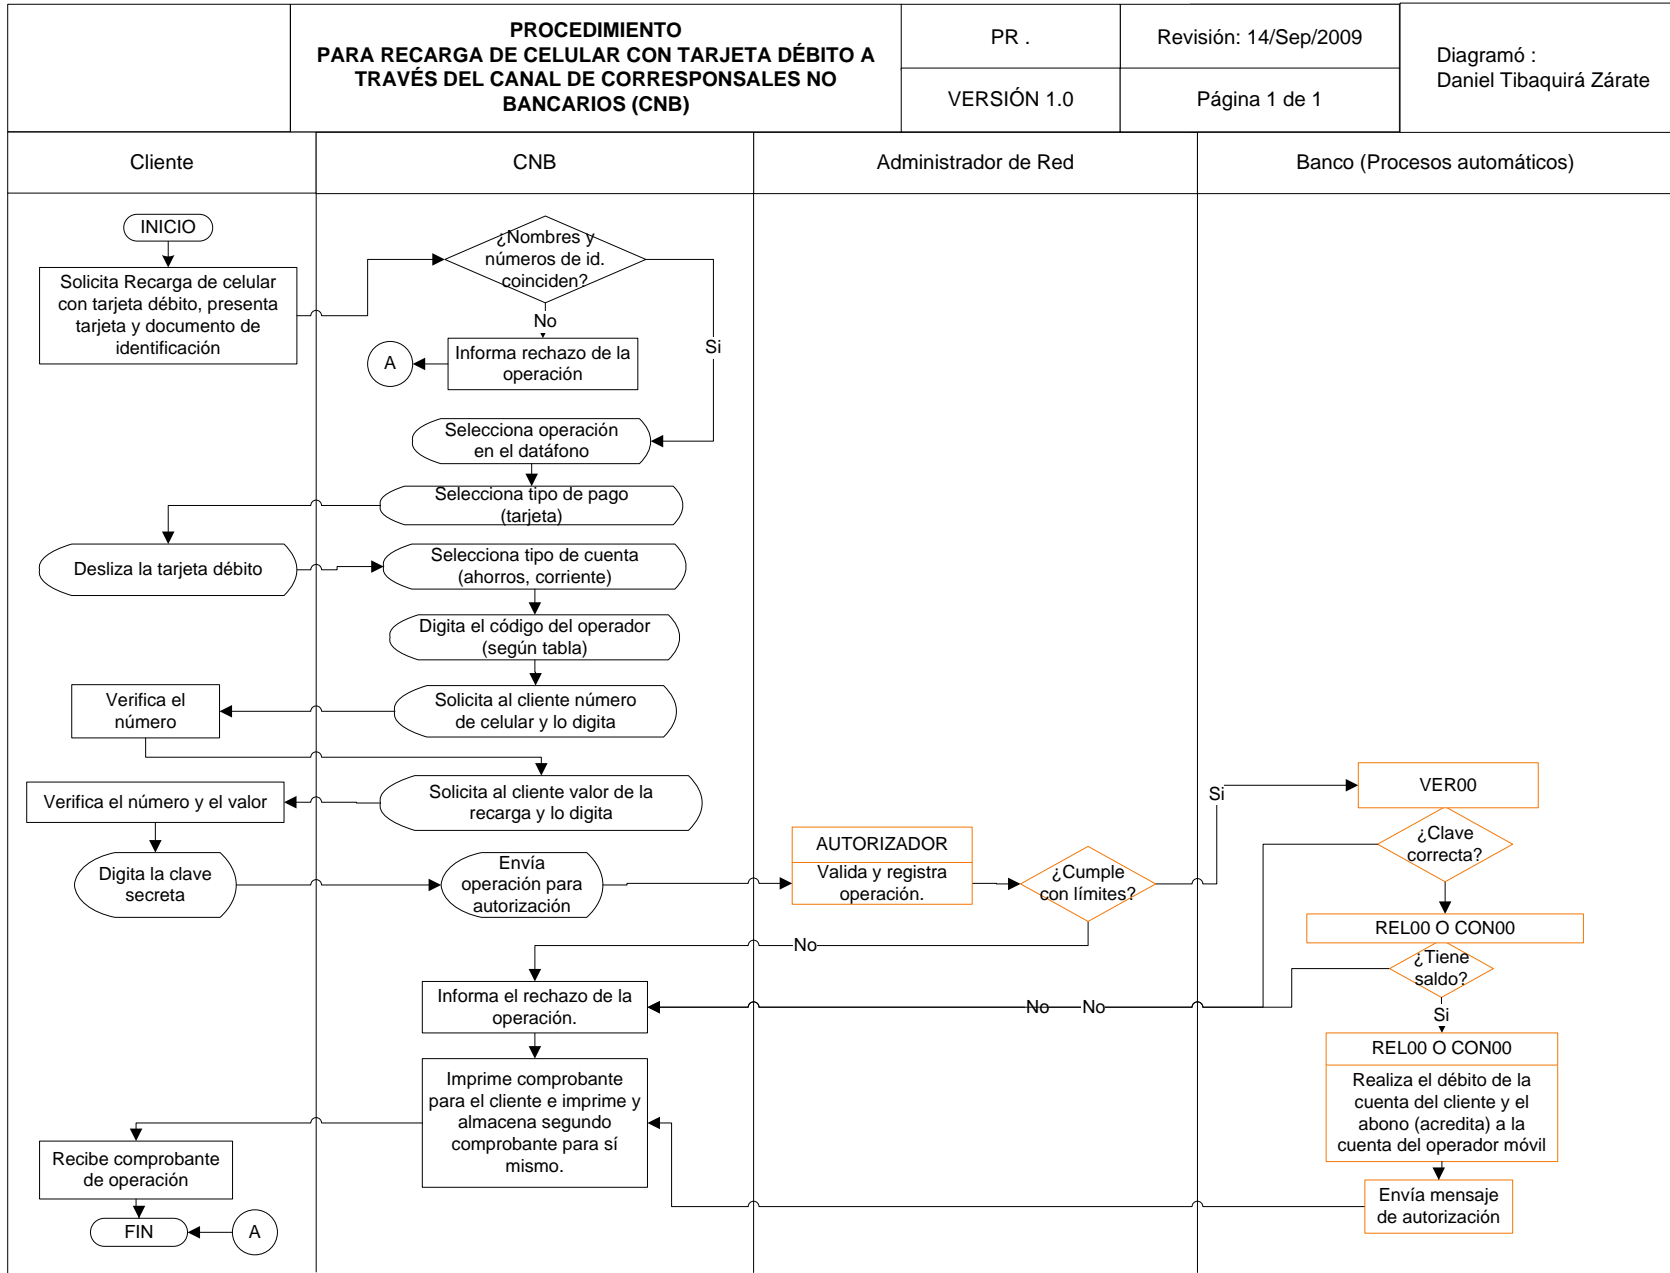 PROCEDIMIENTO
PARA RECARGA DE CELULAR CON TARJETA DÉBITO A
TRAVÉS DEL CANAL DE CORRESPONSALES NO
BANCARIOS (CNB)
PR .
Revisión: 14/Sep/2009
VERSIÓN 1.0
Página 1 de 1
Diagramó :
Daniel Tibaquirá Zárate
Cliente
CNB
Administrador de Red
Banco (Procesos automáticos)
INICIO
Solicita Recarga de celular
con tarjeta débito, presenta
tarjeta y documento de
identificación
¿Nombres y
números de id.
coinciden?
No
Si
Informa rechazo de la
operación
A
Selecciona operación
en el datáfono
Selecciona tipo de pago
(tarjeta)
Desliza la tarjeta débito
Selecciona tipo de cuenta
(ahorros, corriente)
Digita el código del operador
(según tabla)
Solicita al cliente número
de celular y lo digita
Verifica el
número
Solicita al cliente valor de la
recarga y lo digita
Verifica el número y el valor
Digita la clave
secreta
Envía
operación para
autorización
AUTORIZADOR
Valida y registra
operación.
¿Cumple
con límites?
Si
No
VER00
¿Clave
correcta?
REL00 O CON00
¿Tiene
saldo?
No
No
Si
Informa el rechazo de la
operación.
REL00 O CON00
Realiza el débito de la
cuenta del cliente y el
abono (acredita) a la
cuenta del operador móvil
Envía mensaje
de autorización
Imprime comprobante
para el cliente e imprime y
almacena segundo
comprobante para sí
mismo.
Recibe comprobante
de operación
FIN
A